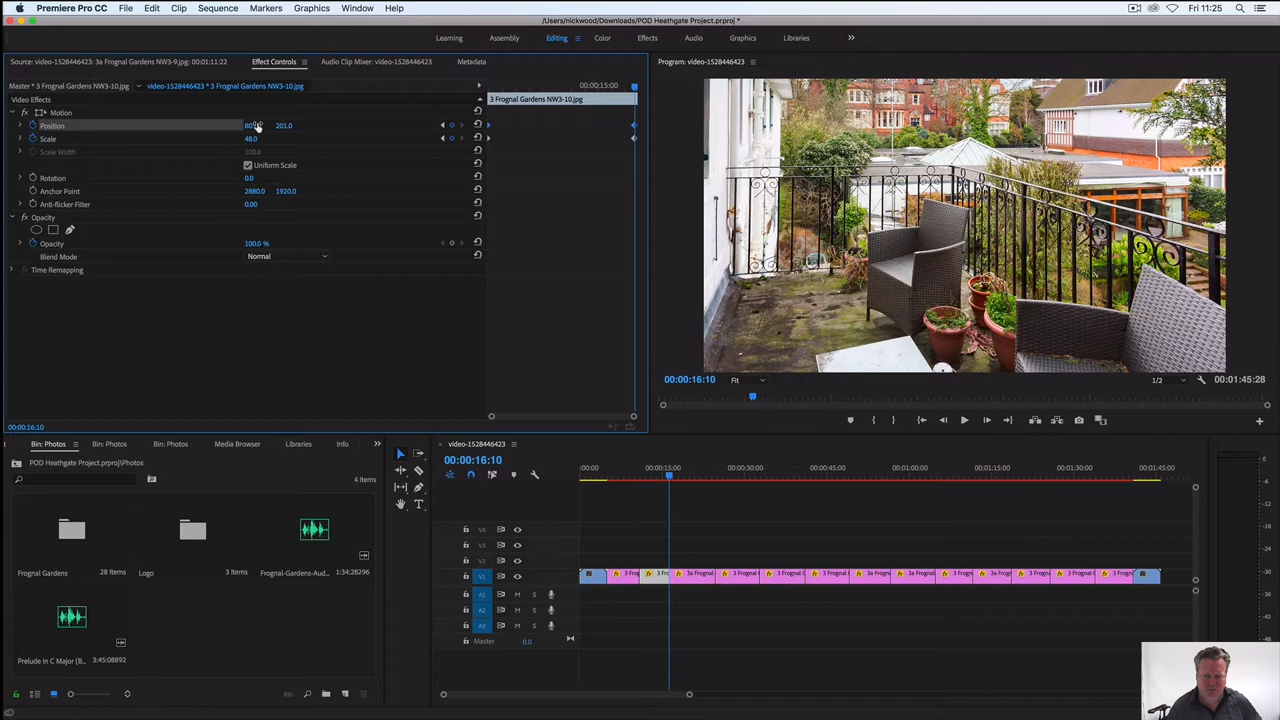 Premiere Pro CC File Edit Clip Sequence Markers Graphics Window Help Fri 11:25
/Users/nickwood/Downloads/POD Heathgate Project.prproj *
Learning Assembly Editing Color Effects Audio Graphics Libraries
Source: video-1528446423: 3a Frognal Gardens NW3-9.jpg: 00:01:11:22 Effect Controls Audio Clip Mixer: video-1528446423 Metadata Program: video-1528446423
Master * 3 Frognal Gardens NW3-10.jpg video-1528446423 * 3 Frognal Gardens NW3-10.jpg 00:00:15:00
Video Effects 3 Frognal Gardens NW3-10.jpg
fx Motion
Position 201.0
Scale 48.0
Scale Width 100.0
Uniform Scale
Rotation 0.0
Anchor Point 2880.0 1920.0
Anti-flicker Filter 0.00
fx Opacity
Opacity 100.0 %
Blend Mode Normal
Time Remapping
00:00:16:10 Fit 1/2 00:01:45:28
00:00:16:10
Bin: Photos Bin: Photos Bin: Photos Media Browser Libraries Info video-1528446423
POD Heathgate Project.prproj\Photos 00:00:16:10
4 Items
:00:00 00:00:15:00 00:00:30:00 00:00:45:00 00:01:00:00 00:01:15:00 00:01:30:00 00:01:45:00
V4
V3
V2
V1 3 Frog 3 Fr 3a Frognal 3 Frognal G 3 Frognal G 3 Frognal 3a Frogn 3 Frognal 3 Frogna 3a Frogn 3 Frognal 3 Frogna
Frognal Gardens 28 Items Logo 3 Items Frognal-Gardens-Aud... 1:34:28296
A1 M S
A2 M S
A3 M S
Master 0.0
Prelude in C Major (B... 3:45:08892